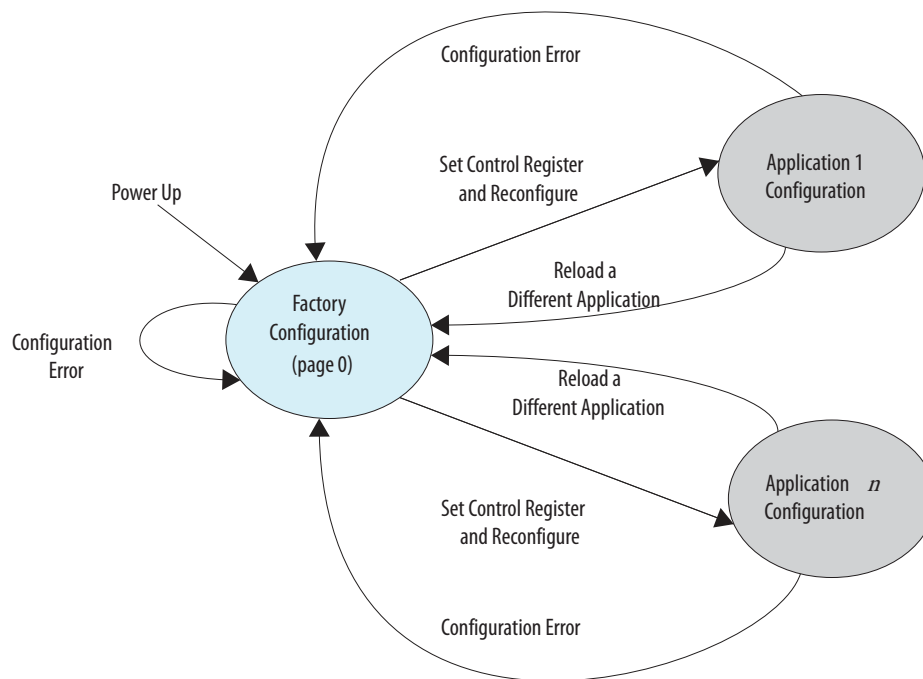 Configuration Error
Application 1
Configuration
Set Control Register
and Reconfigure
Power Up
Reload a
Different Application
Factory
Configuration
(page 0)
Configuration
Error
Reload a
Different Application
Application n
Configuration
Set Control Register
and Reconfigure
Configuration Error